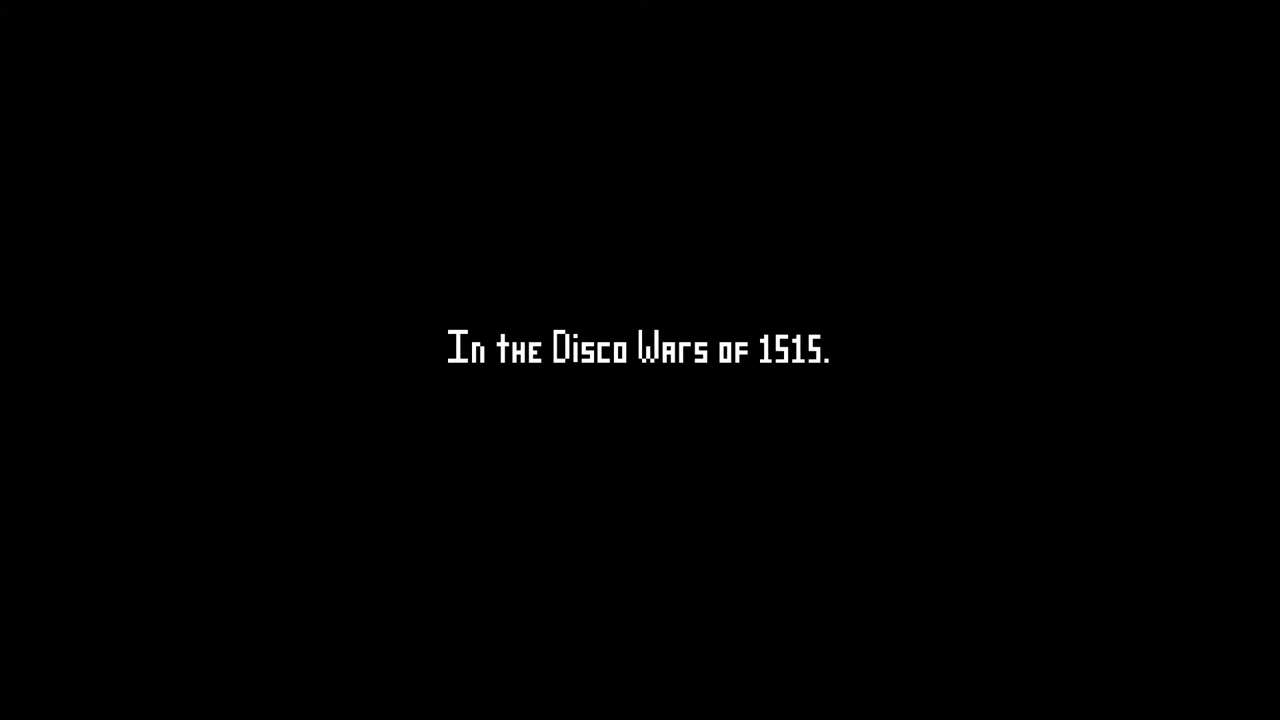 In the Disco Wars of 1515.